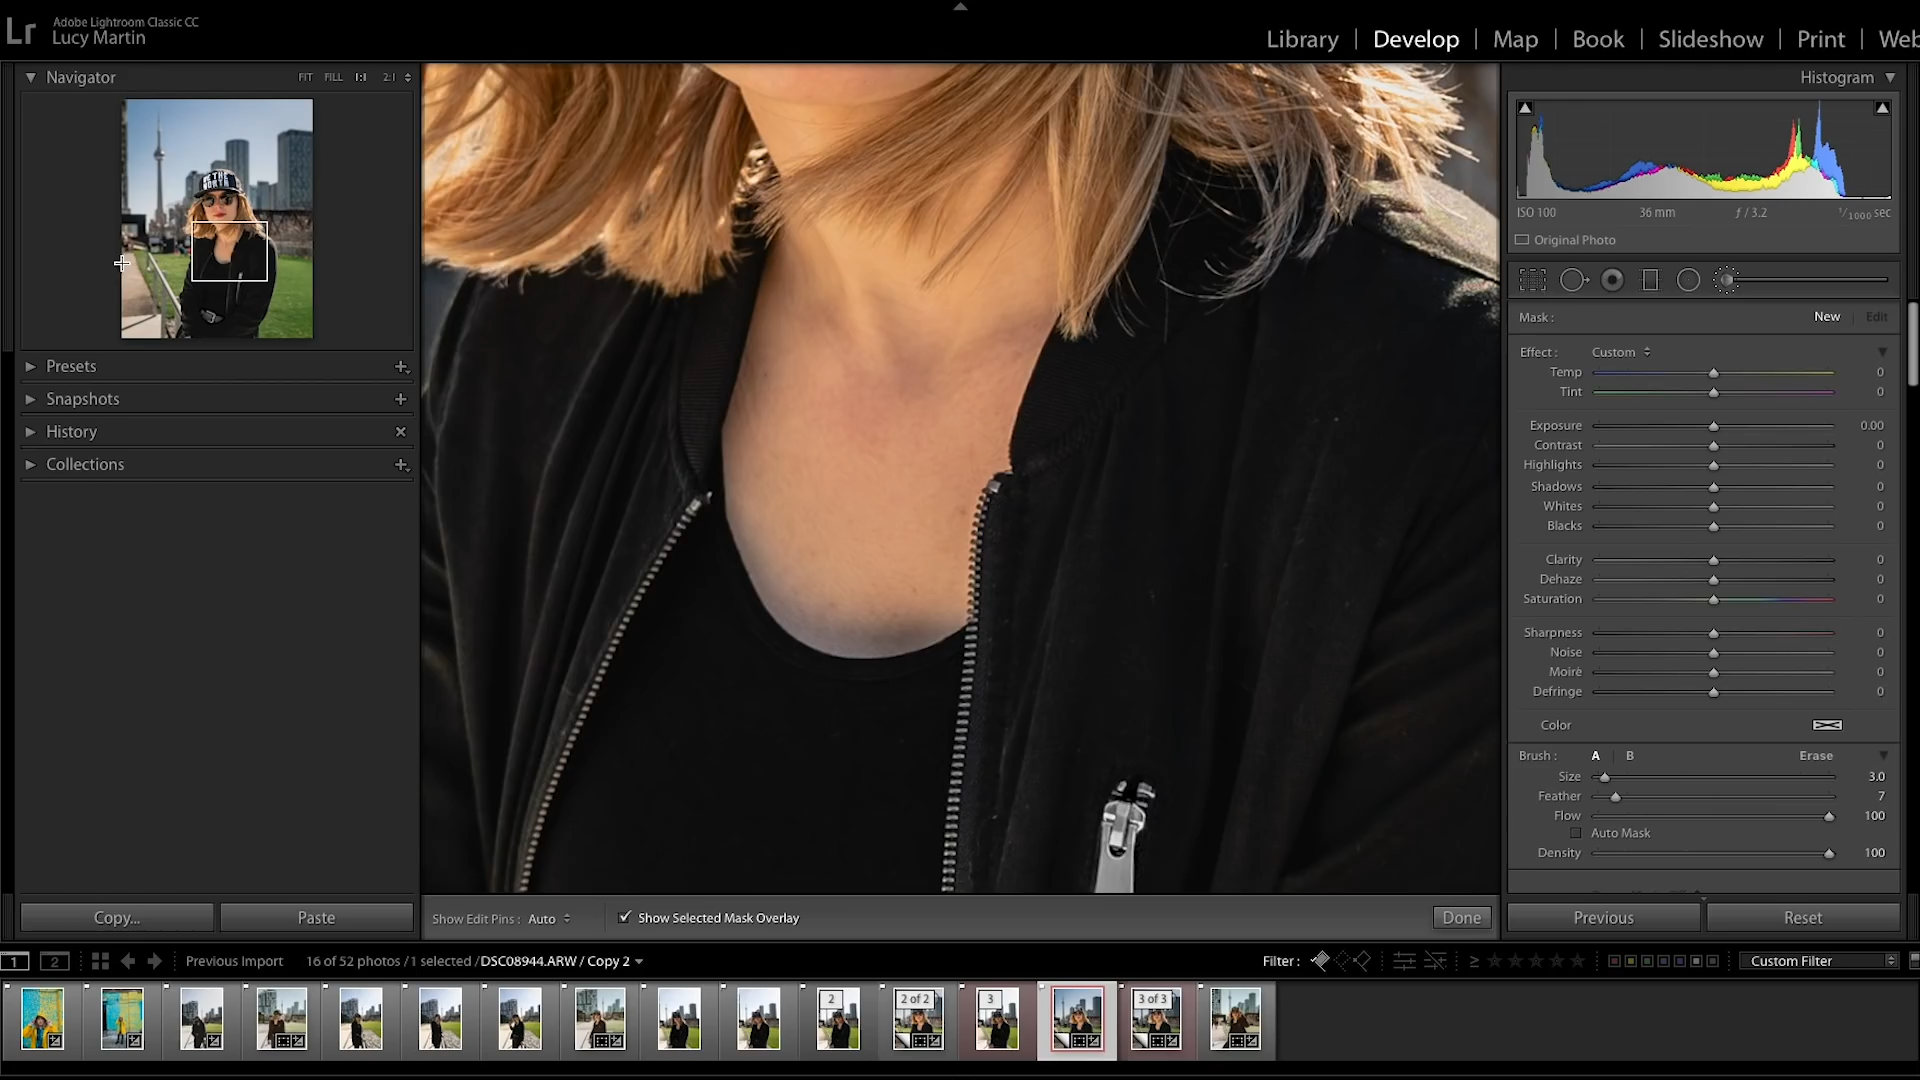 Lr
Adobe Lightroom Classic CC
Lucy Martin
Library | Develop | Map | Book | Slideshow | Print | Web
Navigator
FIT FILL 1:1 2:1
Presets
Snapshots
History
Collections
Copy...
Paste
Show Edit Pins : Auto
Show Selected Mask Overlay
Done
Histogram
ISO 100
36 mm
f / 3.2
1/1000 sec
Original Photo
Mask :
New
Edit
Effect :
Custom
Temp 0
Tint 0
Exposure 0.00
Contrast 0
Highlights 0
Shadows 0
Whites 0
Blacks 0
Clarity 0
Dehaze 0
Saturation 0
Sharpness 0
Noise 0
Moiré 0
Defringe 0
Color
Brush : A | B Erase
Size 3.0
Feather 7
Flow 100
Auto Mask
Density 100
Previous
Reset
1
2
Previous Import
16 of 52 photos / 1 selected / DSC08944.ARW / Copy 2
Filter :
≥
Custom Filter
2
2 of 2
3
3 of 3